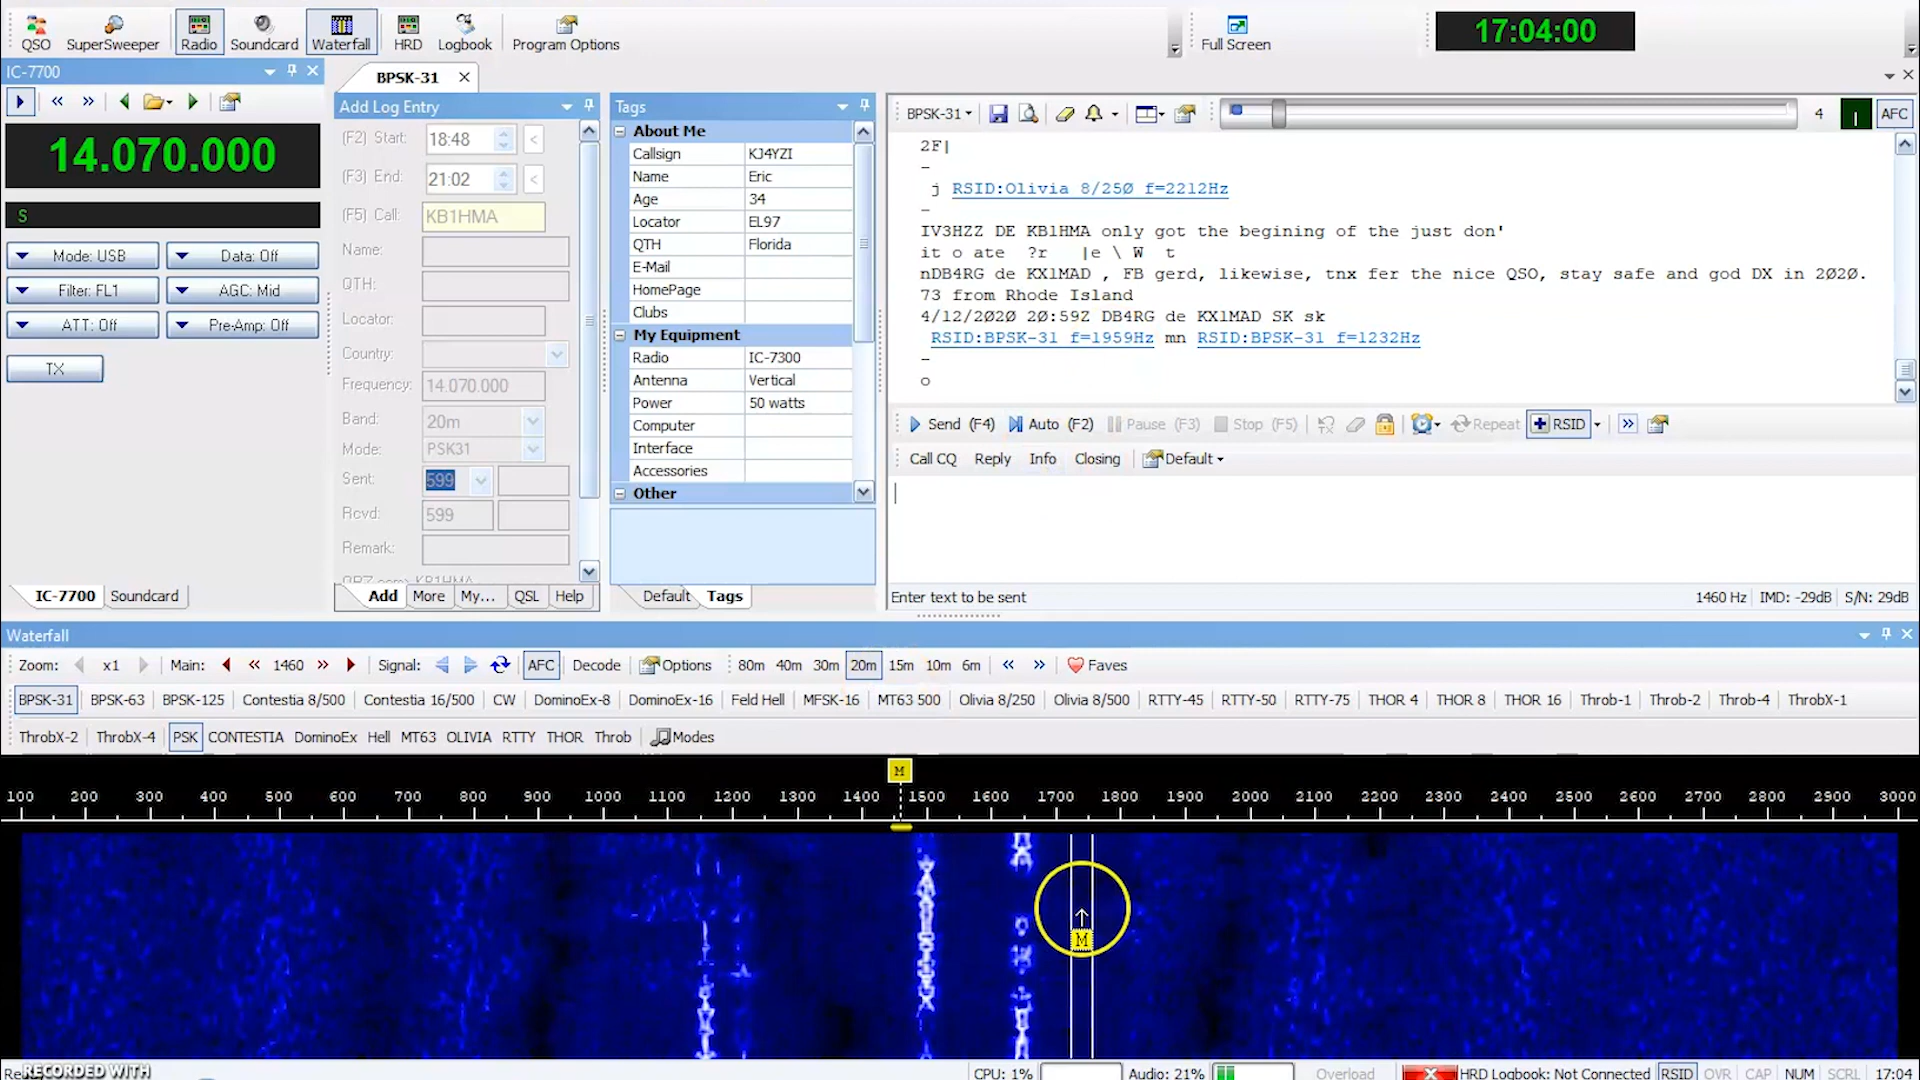 QSO SuperSweeper Radio Soundcard Waterfall HRD Logbook Program Options Full Screen 17:04:00
IC-7700
14.070.000
S
Mode: USB Data: Off
Filter: FL1 AGC: Mid
ATT: Off Pre-Amp: Off
TX
IC-7700 Soundcard
BPSK-31
Add Log Entry
(F2) Start: 18:48 <
(F3) End: 21:02 <
(F5) Call: KB1HMA
Name:
QTH:
Locator:
Country:
Frequency: 14.070.000
Band: 20m
Mode: PSK31
Sent: 599
Rcvd: 599
Remark:
Add More My... QSL Help
Tags
About Me
Callsign KJ4YZI
Name Eric
Age 34
Locator EL97
QTH Florida
E-Mail
HomePage
Clubs
My Equipment
Radio IC-7300
Antenna Vertical
Power 50 watts
Computer
Interface
Accessories
Other
Default Tags
BPSK-31 4 AFC
2F|
–
j RSID:Olivia 8/250 f=2212Hz
–
IV3HZZ DE KB1HMA only got the begining of the just don'
it o ate ?r |e \ W t
nDB4RG de KX1MAD , FB gerd, likewise, tnx fer the nice QSO, stay safe and god DX in 2020.
73 from Rhode Island
4/12/2020 20:59Z DB4RG de KX1MAD SK sk
RSID:BPSK-31 f=1959Hz mn RSID:BPSK-31 f=1232Hz
–
o
Send (F4) Auto (F2) Pause (F3) Stop (F5) Repeat RSID
Call CQ Reply Info Closing Default
Enter text to be sent 1460 Hz IMD: -29dB S/N: 29dB
Waterfall
Zoom: x1 Main: 1460 Signal: AFC Decode Options 80m 40m 30m 20m 15m 10m 6m Faves
BPSK-31 BPSK-63 BPSK-125 Contestia 8/500 Contestia 16/500 CW DominoEx-8 DominoEx-16 Feld Hell MFSK-16 MT63 500 Olivia 8/250 Olivia 8/500 RTTY-45 RTTY-50 RTTY-75 THOR 4 THOR 8 THOR 16 Throb-1 Throb-2 Throb-4 ThrobX-1
ThrobX-2 ThrobX-4 PSK CONTESTIA DominoEx Hell MT63 OLIVIA RTTY THOR Throb Modes
M
100 200 300 400 500 600 700 800 900 1000 1100 1200 1300 1400 1500 1600 1700 1800 1900 2000 2100 2200 2300 2400 2500 2600 2700 2800 2900 3000
M
RECORDED WITH
CPU: 1% Audio: 21% Overload HRD Logbook: Not Connected RSID OVR CAP NUM SCRL 17:04